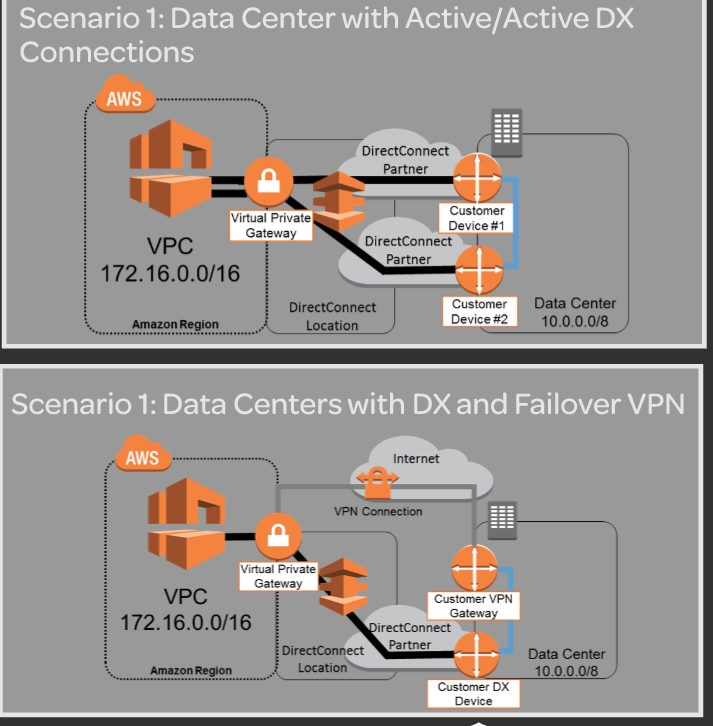 Scenario 1: Data Center with Active/Active DX
Connections
AWS
DirectConnect
Partner
Customer
Device #1
Virtual Private
Gateway
DirectConnect
Partner
VPC
172.16.0.0/16
DirectConnect
Location
Customer
Device #2
Data Center
10.0.0.0/8
Amazon Region
Scenario 1: Data Centers with DX and Failover VPN
AWS
Internet
VPN Connection
Virtual Private
Gateway
Customer VPN
Gateway
VPC
172.16.0.0/16
DirectConnect
Partner
DirectConnect
Location
Data Center
10.0.0.0/8
Amazon Region
Customer DX
Device